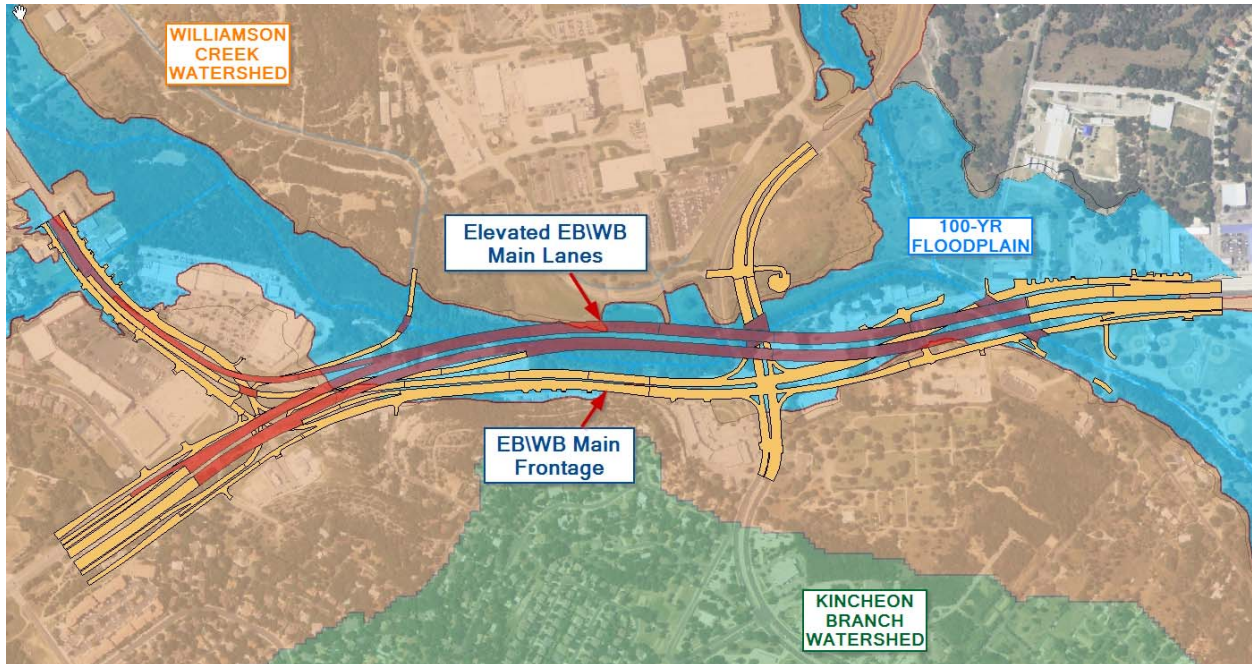 WILLIAMSON
CREEK
WATERSHED
Elevated EB\WB
Main Lanes
100-YR
FLOODPLAIN
EB\WB Main
Frontage
KINCHEON
BRANCH
WATERSHED